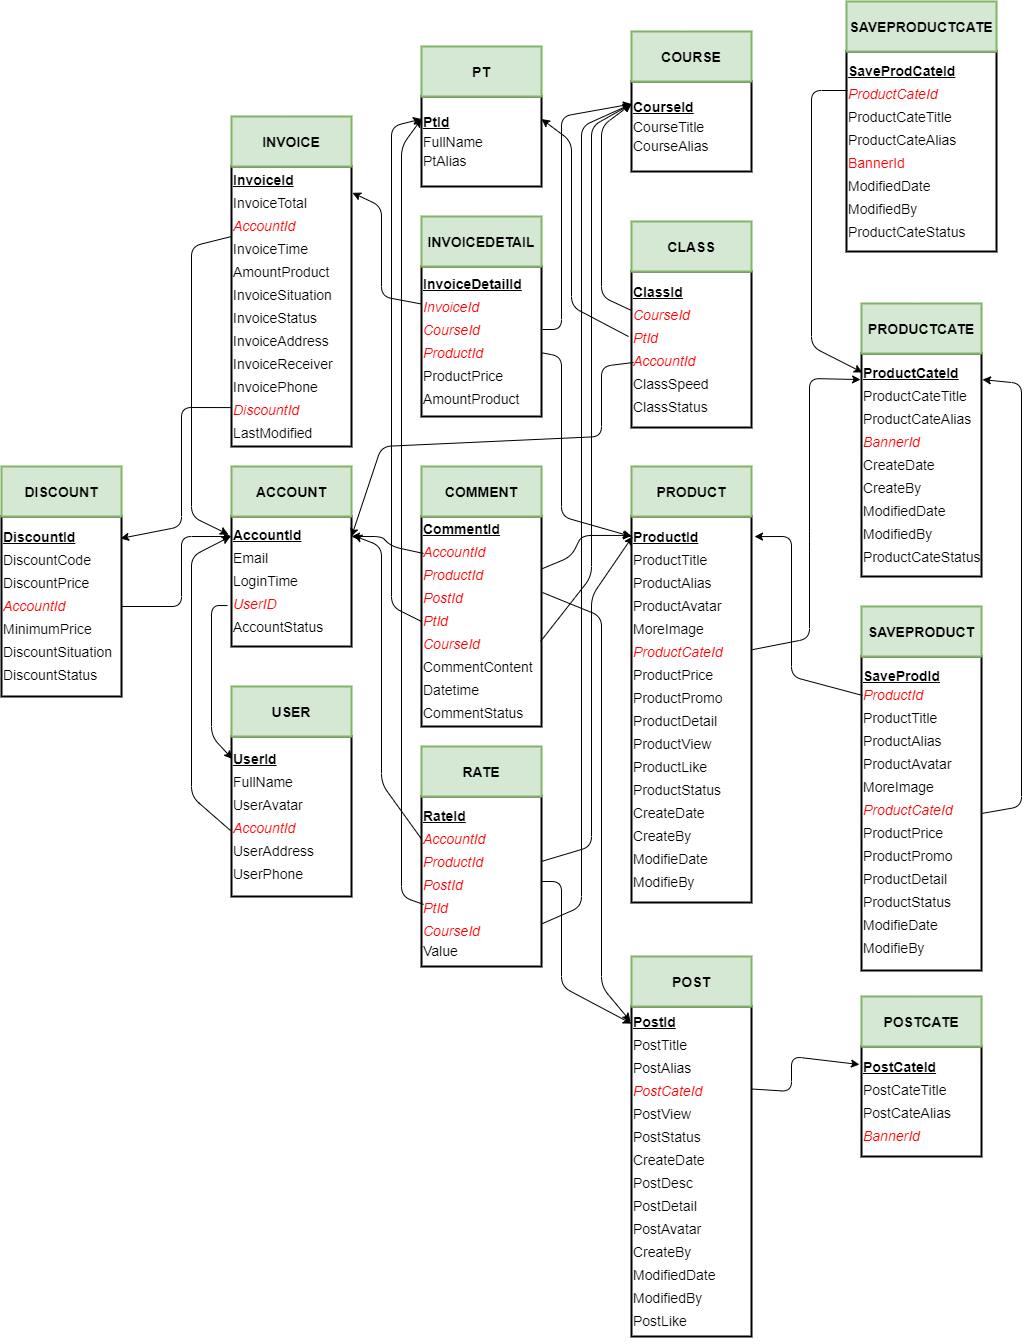 SAVEPRODUCTCATE
SaveProdCateId
ProductCateId
ProductCateTitle
ProductCateAlias
BannerId
ModifiedDate
ModifiedBy
ProductCateStatus
COURSE
CourseId
CourseTitle
CourseAlias
PT
PtId
FullName
PtAlias
INVOICE
InvoiceId
InvoiceTotal
AccountId
InvoiceTime
AmountProduct
InvoiceSituation
InvoiceStatus
InvoiceAddress
InvoiceReceiver
InvoicePhone
DiscountId
LastModified
INVOICEDETAIL
InvoiceDetailId
InvoiceId
CourseId
ProductId
ProductPrice
AmountProduct
CLASS
ClassId
CourseId
PtId
AccountId
ClassSpeed
ClassStatus
PRODUCTCATE
ProductCateId
ProductCateTitle
ProductCateAlias
BannerId
CreateDate
CreateBy
ModifiedDate
ModifiedBy
ProductCateStatus
DISCOUNT
DiscountId
DiscountCode
DiscountPrice
AccountId
MinimumPrice
DiscountSituation
DiscountStatus
ACCOUNT
AccountId
Email
LoginTime
UserID
AccountStatus
COMMENT
CommentId
AccountId
ProductId
PostId
PtId
CourseId
CommentContent
Datetime
CommentStatus
PRODUCT
ProductId
ProductTitle
ProductAlias
ProductAvatar
MoreImage
ProductCateId
ProductPrice
ProductPromo
ProductDetail
ProductView
ProductLike
ProductStatus
CreateDate
CreateBy
ModifieDate
ModifieBy
SAVEPRODUCT
SaveProdId
ProductId
ProductTitle
ProductAlias
ProductAvatar
MoreImage
ProductCateId
ProductPrice
ProductPromo
ProductDetail
ProductStatus
ModifieDate
ModifieBy
USER
UserId
FullName
UserAvatar
AccountId
UserAddress
UserPhone
RATE
RateId
AccountId
ProductId
PostId
PtId
CourseId
Value
POST
PostId
PostTitle
PostAlias
PostCateId
PostView
PostStatus
CreateDate
PostDesc
PostDetail
PostAvatar
CreateBy
ModifiedDate
ModifiedBy
PostLike
POSTCATE
PostCateId
PostCateTitle
PostCateAlias
BannerId